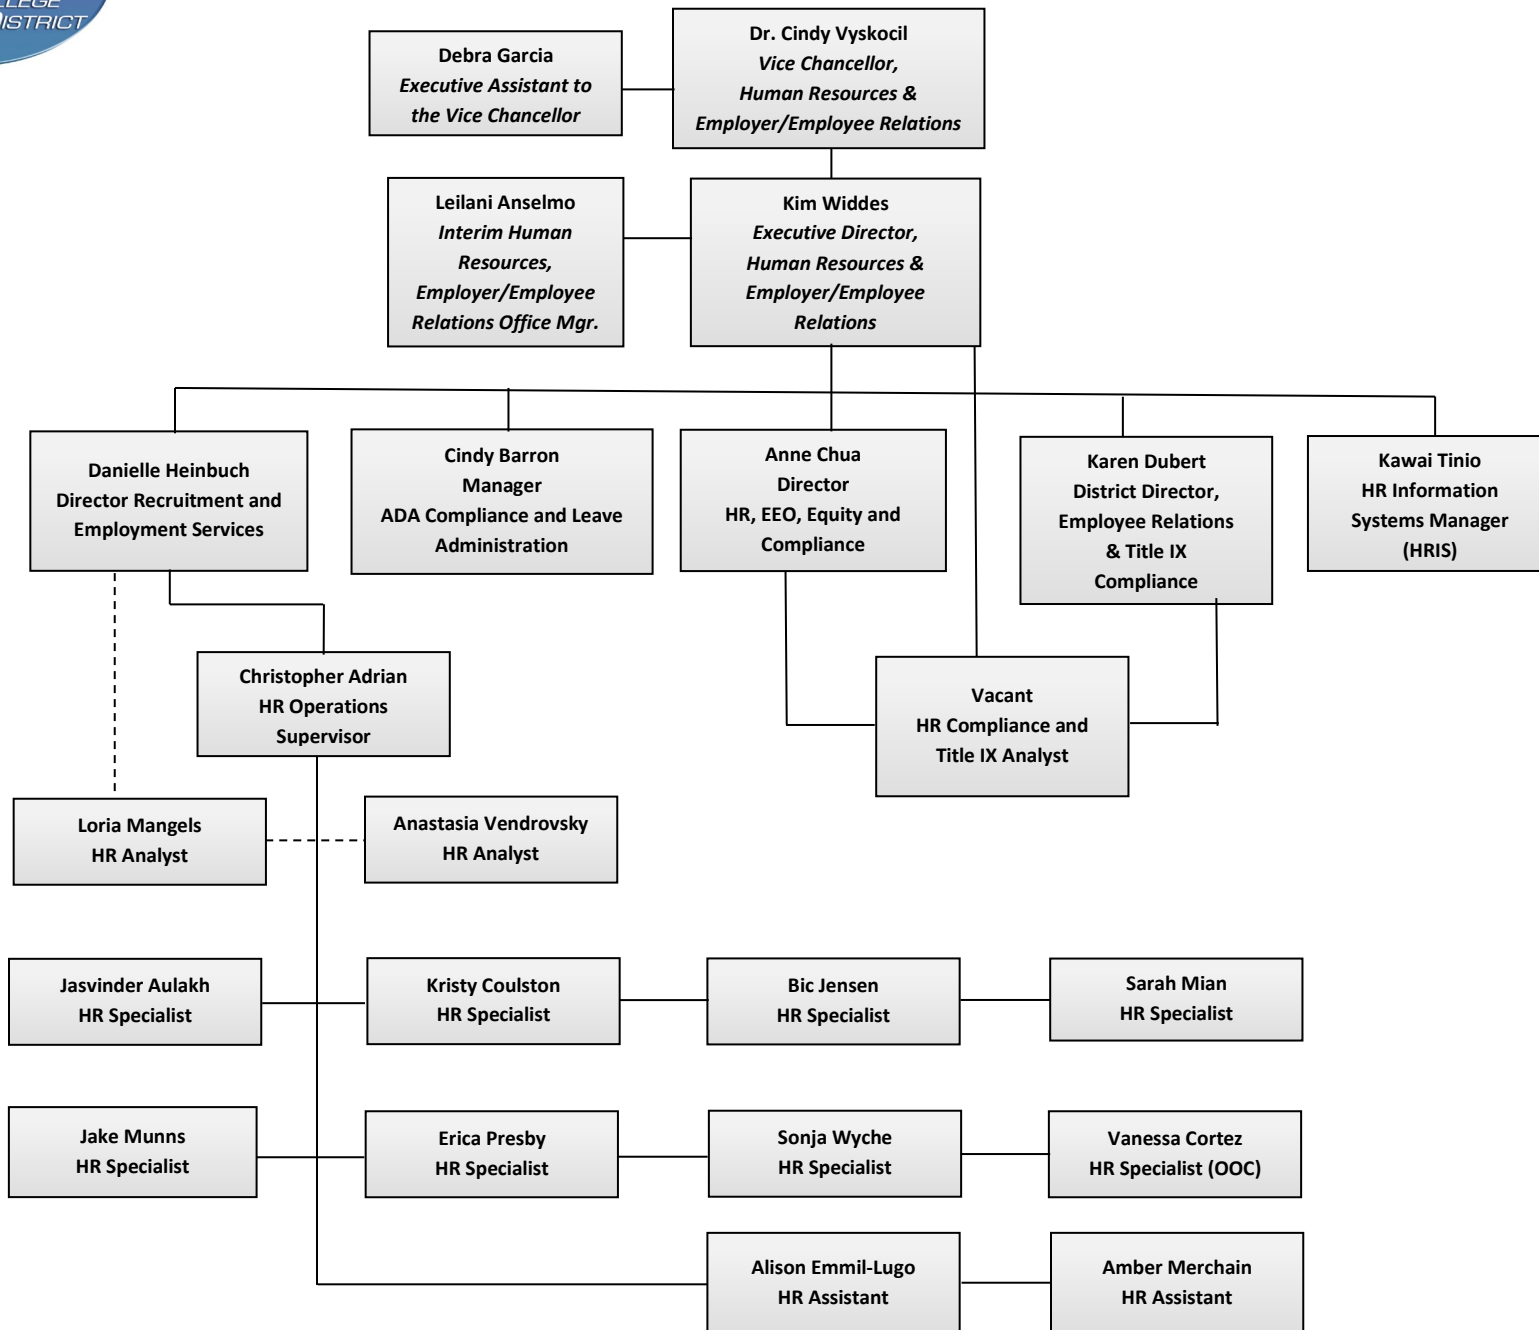 DISTRICT
Debra Garcia
Executive Assistant to
the Vice Chancellor
Dr. Cindy Vyskocil
Vice Chancellor,
Human Resources &
Employer/Employee Relations
Leilani Anselmo
Interim Human
Resources,
Employer/Employee
Relations Office Mgr.
Kim Widdes
Executive Director,
Human Resources &
Employer/Employee
Relations
Danielle Heinbuch
Director Recruitment and
Employment Services
Cindy Barron
Manager
ADA Compliance and Leave
Administration
Anne Chua
Director
HR, EEO, Equity and
Compliance
Karen Dubert
District Director,
Employee Relations
& Title IX
Compliance
Kawai Tinio
HR Information
Systems Manager
(HRIS)
Christopher Adrian
HR Operations
Supervisor
Vacant
HR Compliance and
Title IX Analyst
Loria Mangels
HR Analyst
Anastasia Vendrovsky
HR Analyst
Jasvinder Aulakh
HR Specialist
Kristy Coulston
HR Specialist
Bic Jensen
HR Specialist
Sarah Mian
HR Specialist
Jake Munns
HR Specialist
Erica Presby
HR Specialist
Sonja Wyche
HR Specialist
Vanessa Cortez
HR Specialist (OOC)
Alison Emmil-Lugo
HR Assistant
Amber Merchain
HR Assistant